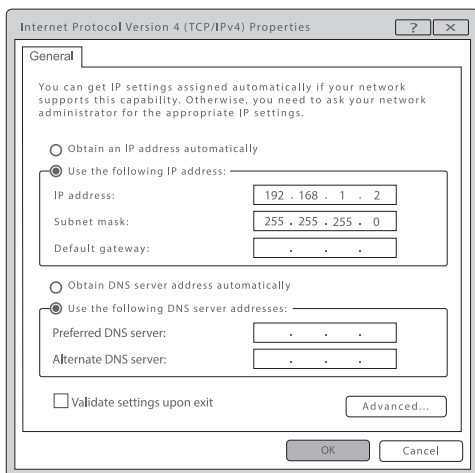 Internet Protocol Version 4 (TCP/IPv4) Properties ? ×
General
You can get IP settings assigned automatically if your network
supports this capability. Otherwise, you need to ask your network
administrator for the appropriate IP settings.
Obtain an IP address automatically
Use the following IP address:
IP address: 192 . 168 . 1 . 2
Subnet mask: 255 . 255 . 255 . 0
Default gateway: . . .
Obtain DNS server address automatically
Use the following DNS server addresses:
Preferred DNS server: . . .
Alternate DNS server: . . .
Validate settings upon exit
Advanced...
OK Cancel